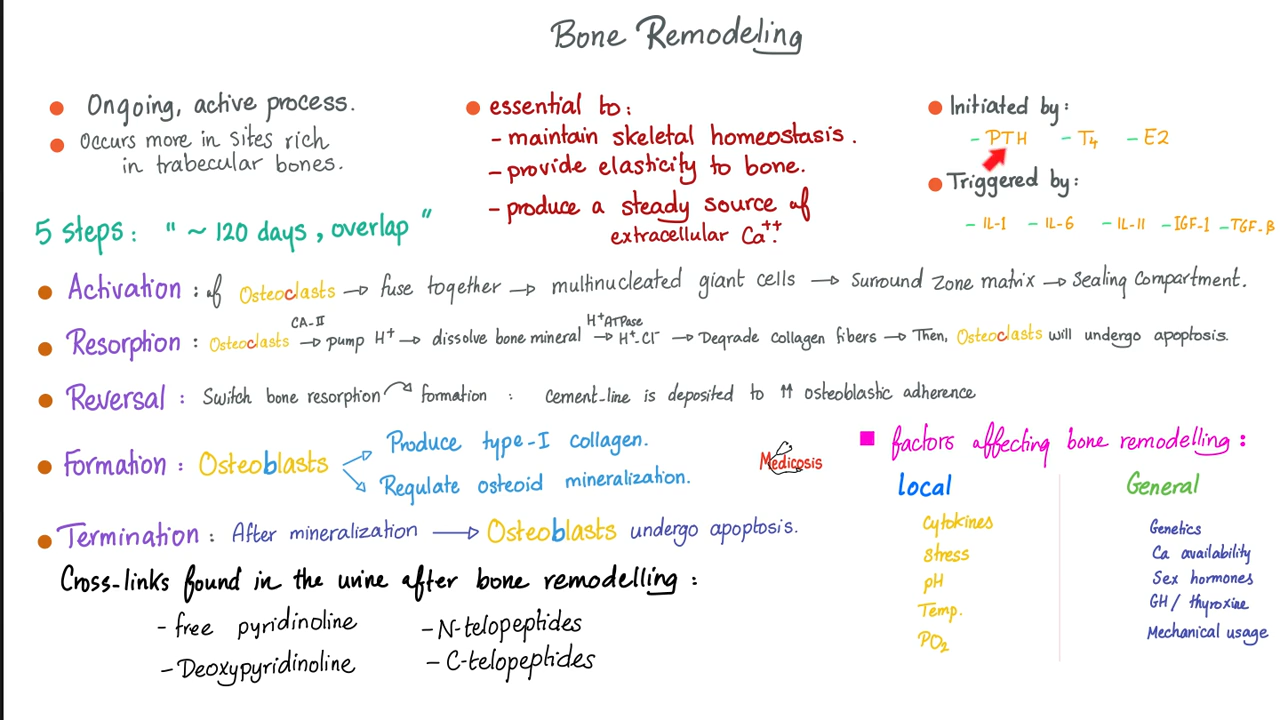 Bone Remodeling
● Ongoing, active process.
● Occurs more in sites rich
in trabecular bones.
● essential to:
- maintain skeletal homeostasis.
- provide elasticity to bone.
- produce a steady source of
extracellular Ca⁺⁺.
● Initiated by:
- PTH - T₄ - E2
● Triggered by:
- IL-1 - IL-6 - IL-11 - IGF-1 - TGF-β
5 steps: " ~ 120 days, overlap "
● Activation : of Osteoclasts → fuse together → multinucleated giant cells → Surround Zone matrix → Sealing Compartment.
CA-II H⁺ATPase
● Resorption : Osteoclasts → pump H⁺ → dissolve bone mineral → H⁺-Cl⁻ → Degrade collagen fibers → Then, Osteoclasts will undergo apoptosis.
● Reversal : Switch bone resorption ↷ formation : Cement-line is deposited to ⇈ osteoblastic adherence
● Formation : Osteoblasts
Produce type-I collagen.
Regulate osteoid mineralization.
Medicosis
● Termination : After mineralization → Osteoblasts undergo apoptosis.
Cross-links found in the urine after bone remodelling :
- free pyridinoline - N-telopeptides
- Deoxypyridinoline - C-telopeptides
■ factors affecting bone remodelling :
Local
Cytokines
Stress
pH
Temp.
PO₂
General
Genetics
Ca availability
Sex hormones
GH/ thyroxine
Mechanical usage